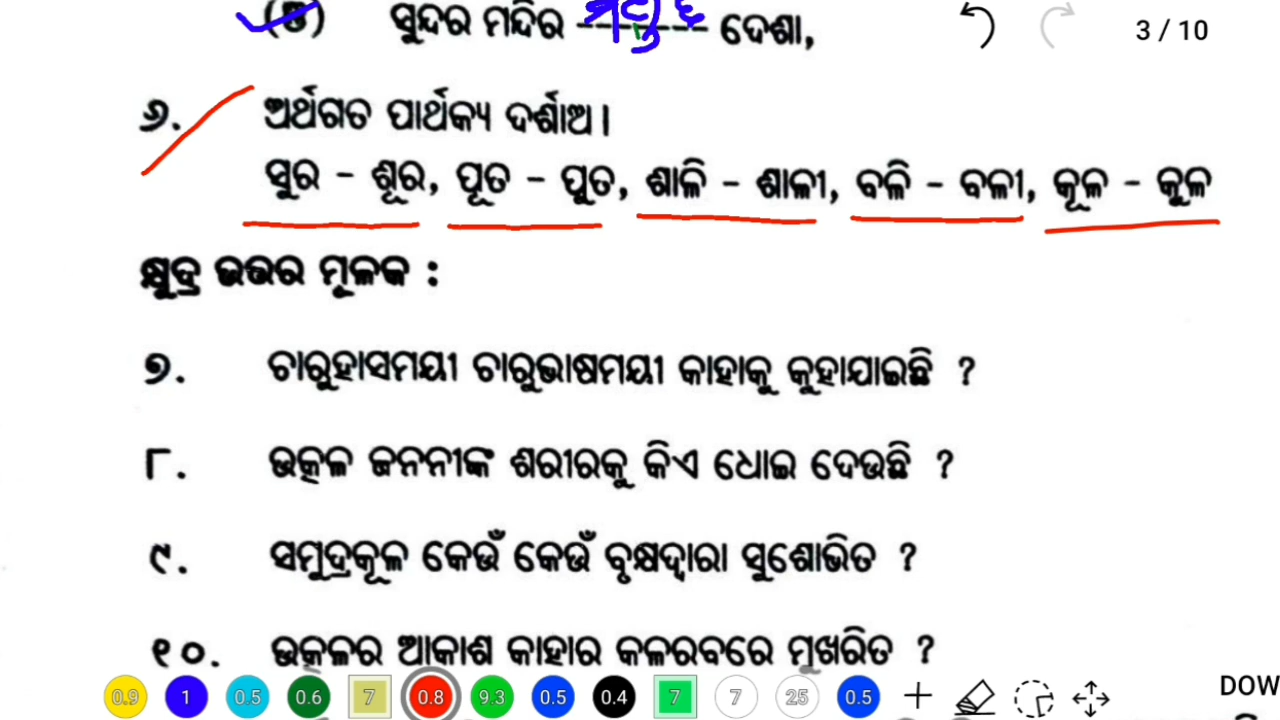 (ଙ) ସୁନ୍ଦର ମନ୍ଦିର ------- ଦେଶା,
3 / 10
୬. ଅର୍ଥଗତ ପାର୍ଥକ୍ୟ ଦର୍ଶାଅ।
ସୁର - ଶୂର, ପୂତ - ପୁତ, ଶାଳି - ଶାଳୀ, ବଳି - ବଳୀ, କୂଳ - କୁଳ
କ୍ଷୁଦ୍ର ଉତ୍ତର ମୂଳକ :
୭. ଚାରୁହାସମୟୀ ଚାରୁଭାଷମୟୀ କାହାକୁ କୁହାଯାଇଛି ?
୮. ଉତ୍କଳ ଜନନୀଙ୍କ ଶରୀରକୁ କିଏ ଧୋଇ ଦେଉଛି ?
୯. ସମୁଦ୍ରକୂଳ କେଉଁ କେଉଁ ବୃକ୍ଷଦ୍ୱାରା ସୁଶୋଭିତ ?
୧୦. ଉତ୍କଳର ଆକାଶ କାହାର କଳରବରେ ମୁଖରିତ ?
0.9 1 0.5 0.6 7 0.8 9.3 0.5 0.4 7 7 25 0.5
DOW